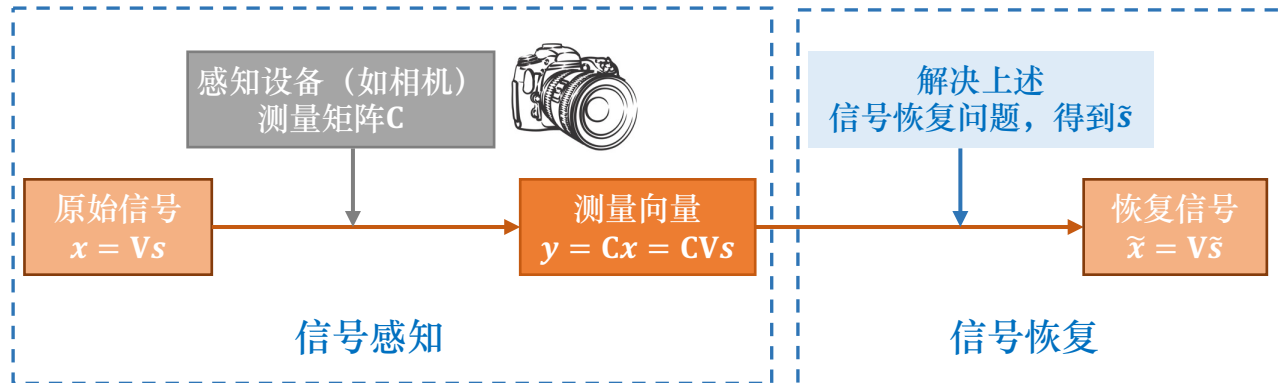 感知设备（如相机）
测量矩阵C
原始信号
x = Vs
测量向量
y = Cx = CVs
信号感知
解决上述
信号恢复问题，得到s̃
恢复信号
x̃ = Vs̃
信号恢复